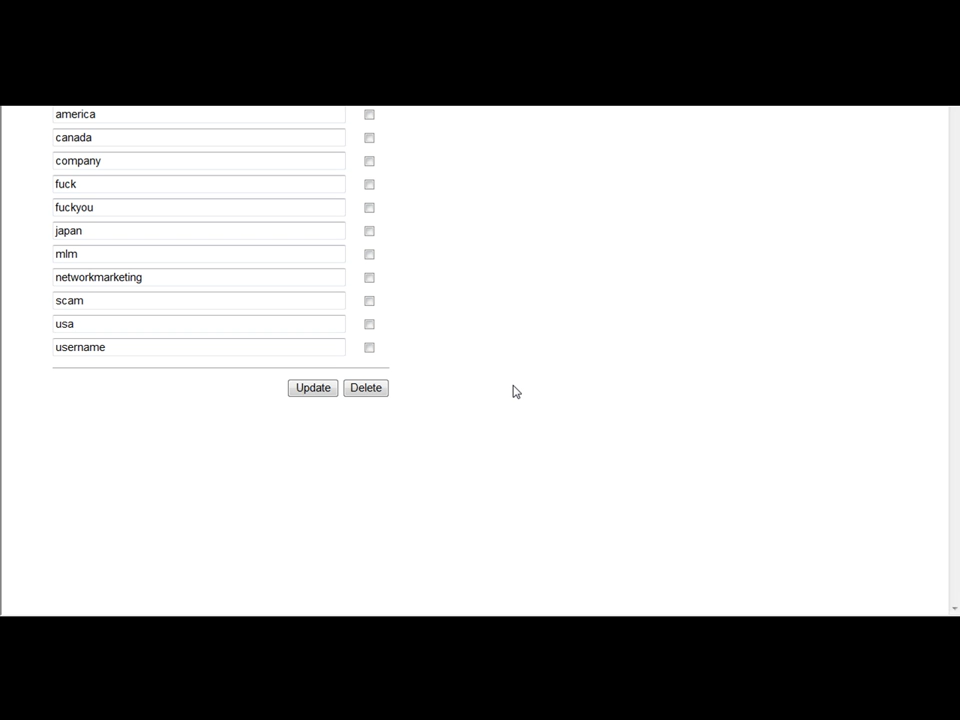 america
canada
company
fuck
fuckyou
japan
mlm
networkmarketing
scam
usa
username
Update Delete